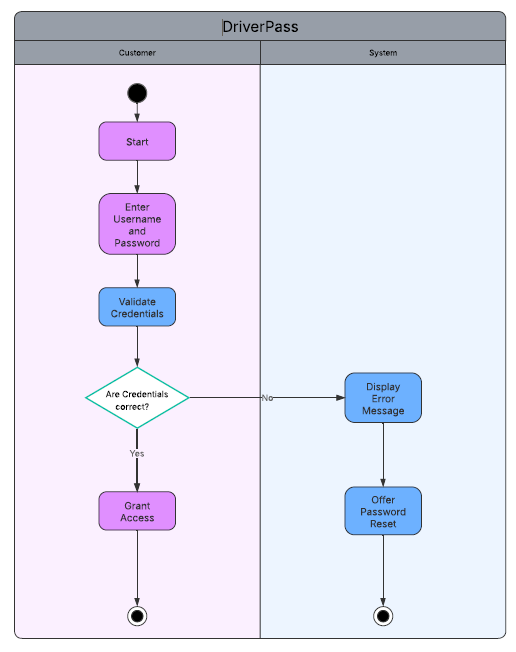 DriverPass
Customer
System
Start
Enter
Username
and
Password
Validate
Credentials
Are Credentials
correct?
No
Display
Error
Message
Yes
Grant
Access
Offer
Password
Reset